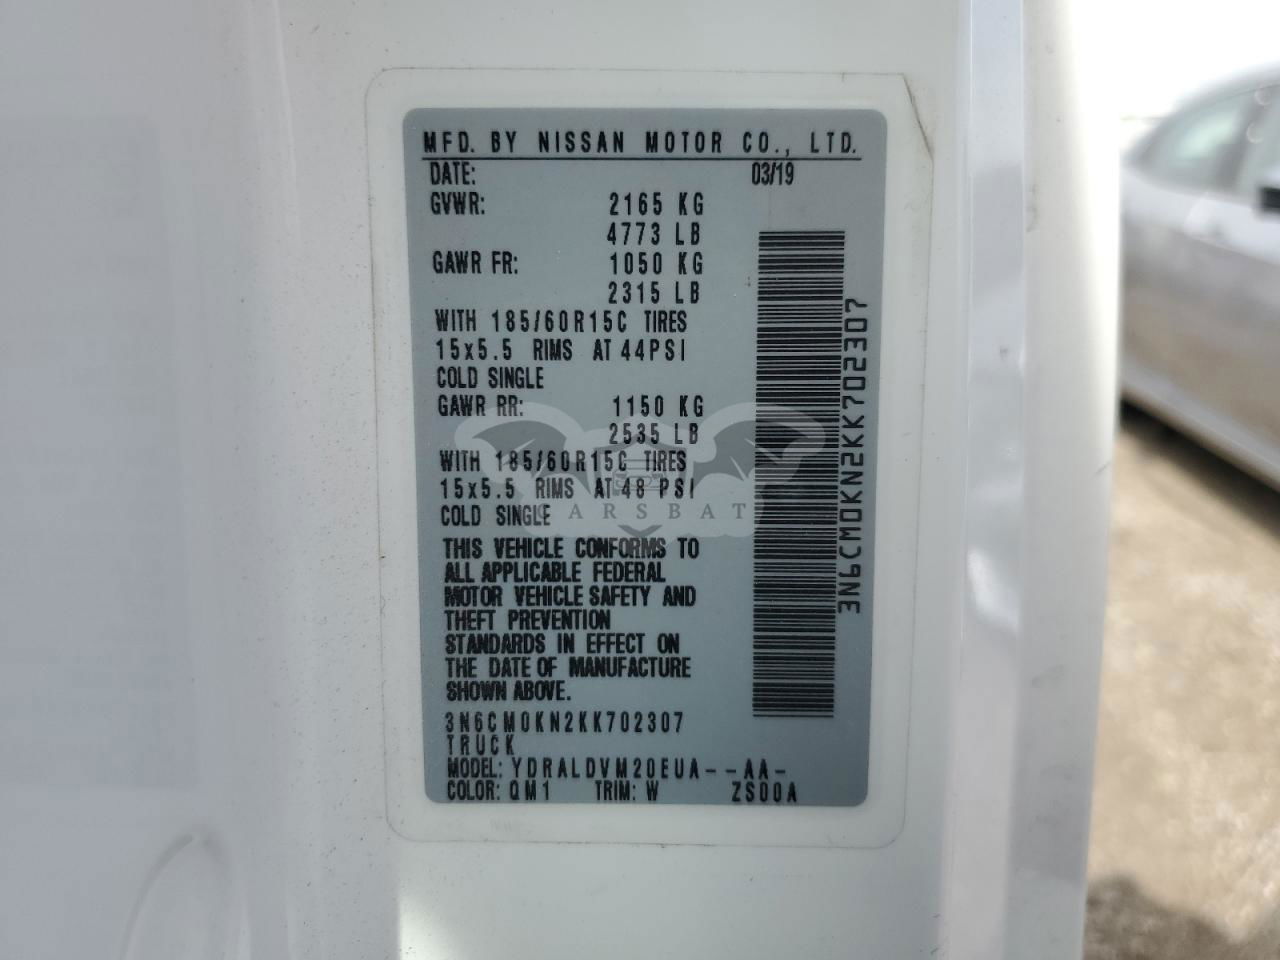 MFD. BY NISSAN MOTOR CO., LTD.
DATE: 03/19
GVWR: 2165 KG
4773 LB
GAWR FR: 1050 KG
2315 LB
WITH 185/60R15C TIRES
15x5.5 RIMS AT 44PSI
COLD SINGLE
GAWR RR: 1150 KG
2535 LB
WITH 185/60R15C TIRES
15x5.5 RIMS AT 48 PSI
COLD SINGLE
CARSBAT
THIS VEHICLE CONFORMS TO
ALL APPLICABLE FEDERAL
MOTOR VEHICLE SAFETY AND
THEFT PREVENTION
STANDARDS IN EFFECT ON
THE DATE OF MANUFACTURE
SHOWN ABOVE.
3N6CM0KN2KK702307
TRUCK
MODEL: YDRALDVM20EUA--AA-
COLOR: QM1 TRIM: W ZS00A
3N6CM0KN2KK702307